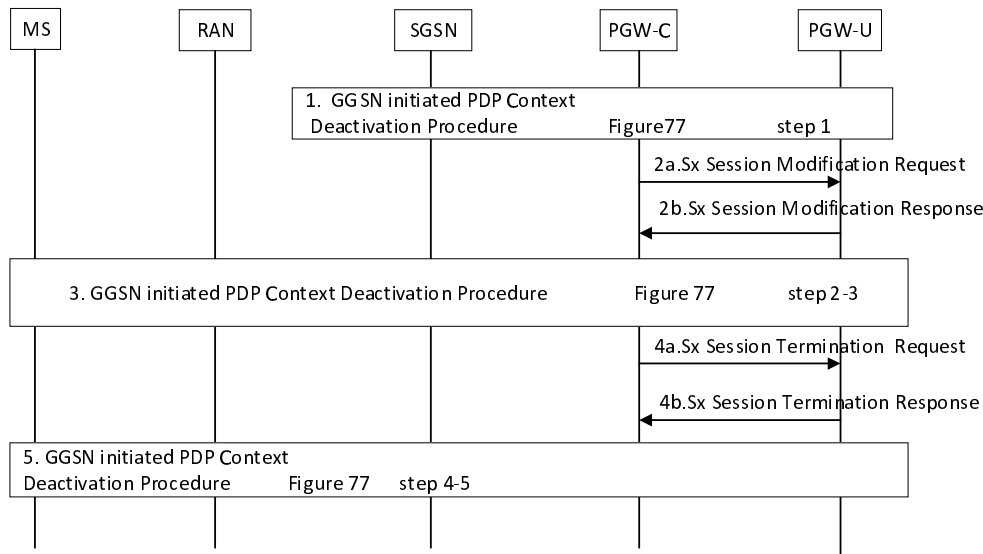 MS
RAN
SGSN
PGW-C
PGW-U
1. GGSN initiated PDP Context
Deactivation Procedure Figure77 step 1
2a.Sx Session Modification Request
2b.Sx Session Modification Response
3. GGSN initiated PDP Context Deactivation Procedure Figure 77 step 2-3
4a.Sx Session Termination Request
4b.Sx Session Termination Response
5. GGSN initiated PDP Context
Deactivation Procedure Figure 77 step 4-5